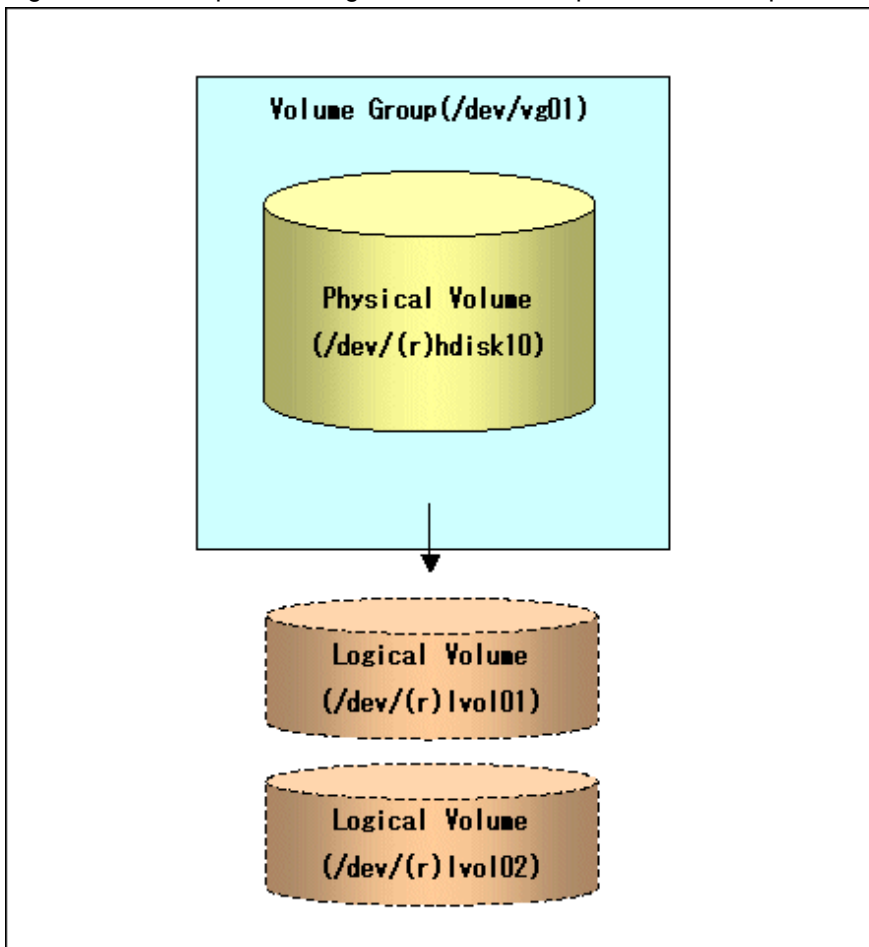 Volume Group(/dev/vg01)
Physical Volume
(/dev/(r)hdisk10)
Logical Volume
(/dev/(r)lvol01)
Logical Volume
(/dev/(r)lvol02)